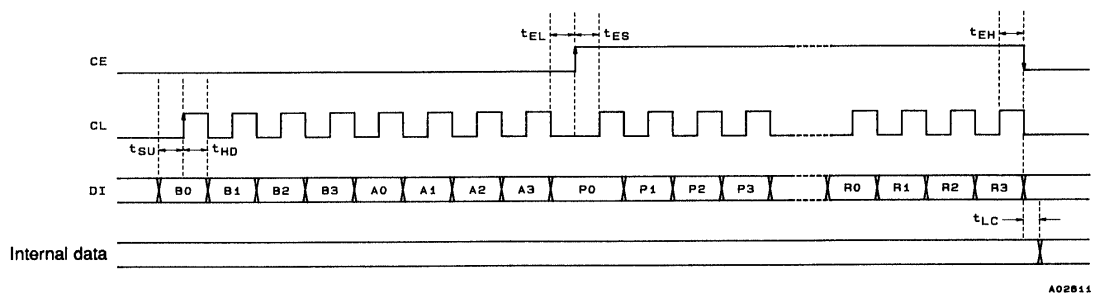 tEL tES tEH
CE
CL
tSU tHD
DI B0 B1 B2 B3 A0 A1 A2 A3 P0 P1 P2 P3 R0 R1 R2 R3
tLC
Internal data
A02611